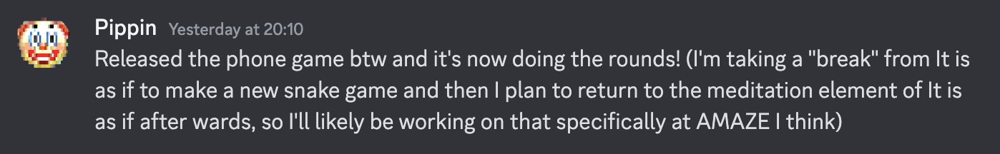 Pippin Yesterday at 20:10
Released the phone game btw and it's now doing the rounds! (I'm taking a "break" from It is
as if to make a new snake game and then I plan to return to the meditation element of It is
as if after wards, so I'll likely be working on that specifically at AMAZE I think)